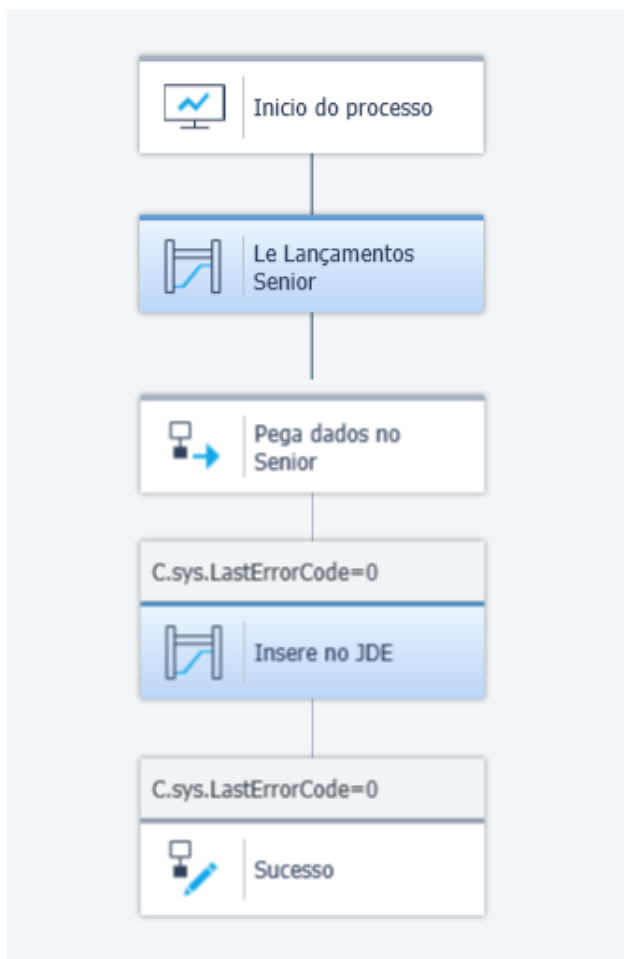 Inicio do processo
Le Lançamentos
Senior
Pega dados no
Senior
C.sys.LastErrorCode=0
Insere no JDE
C.sys.LastErrorCode=0
Sucesso